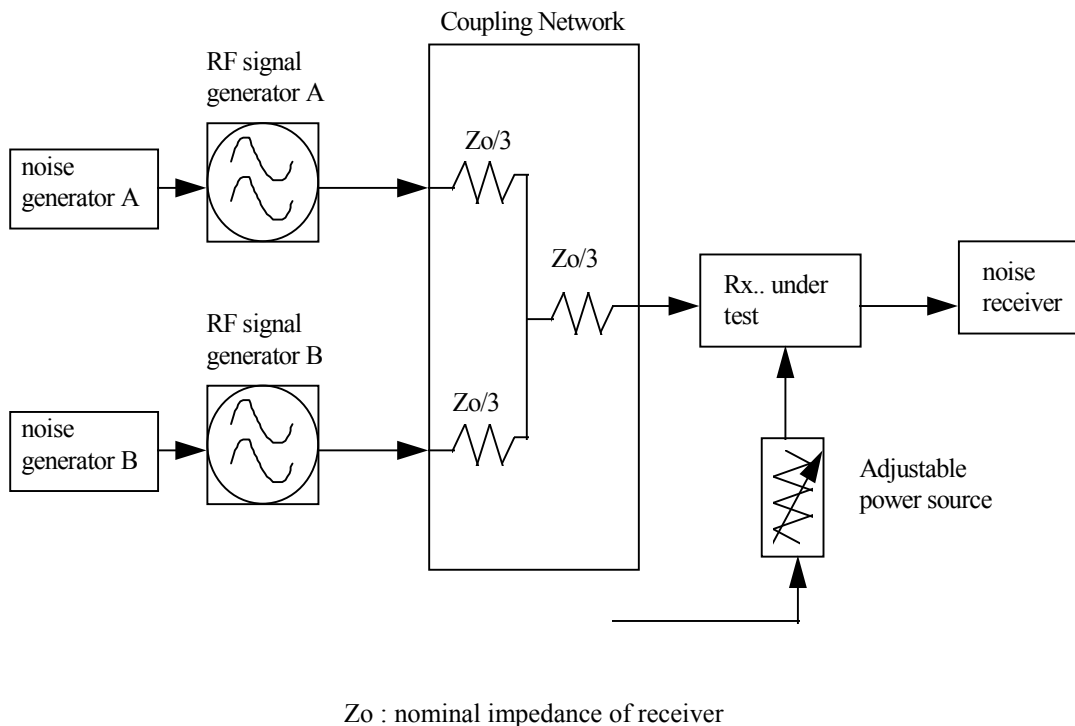 Coupling Network
RF signal
generator A
Zo/3
noise
generator A
Zo/3
Rx.. under
test
noise
receiver
RF signal
generator B
Zo/3
noise
generator B
Adjustable
power source
Zo : nominal impedance of receiver